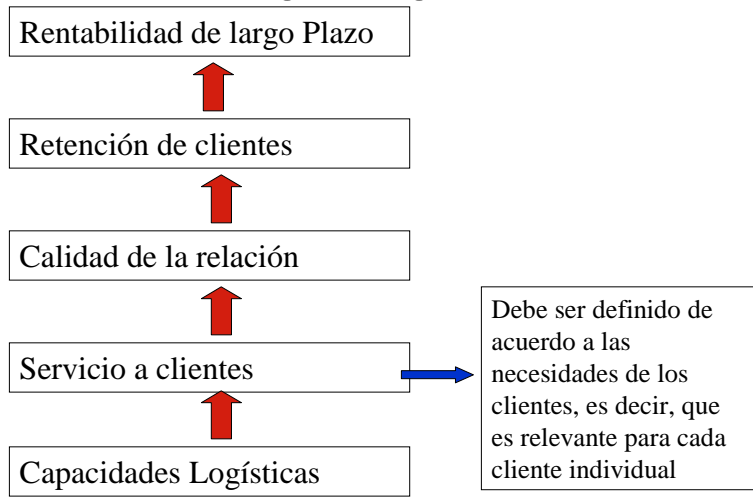 Rentabilidad de largo Plazo
Retención de clientes
Calidad de la relación
Servicio a clientes
Debe ser definido de
acuerdo a las
necesidades de los
clientes, es decir, que
es relevante para cada
cliente individual
Capacidades Logísticas